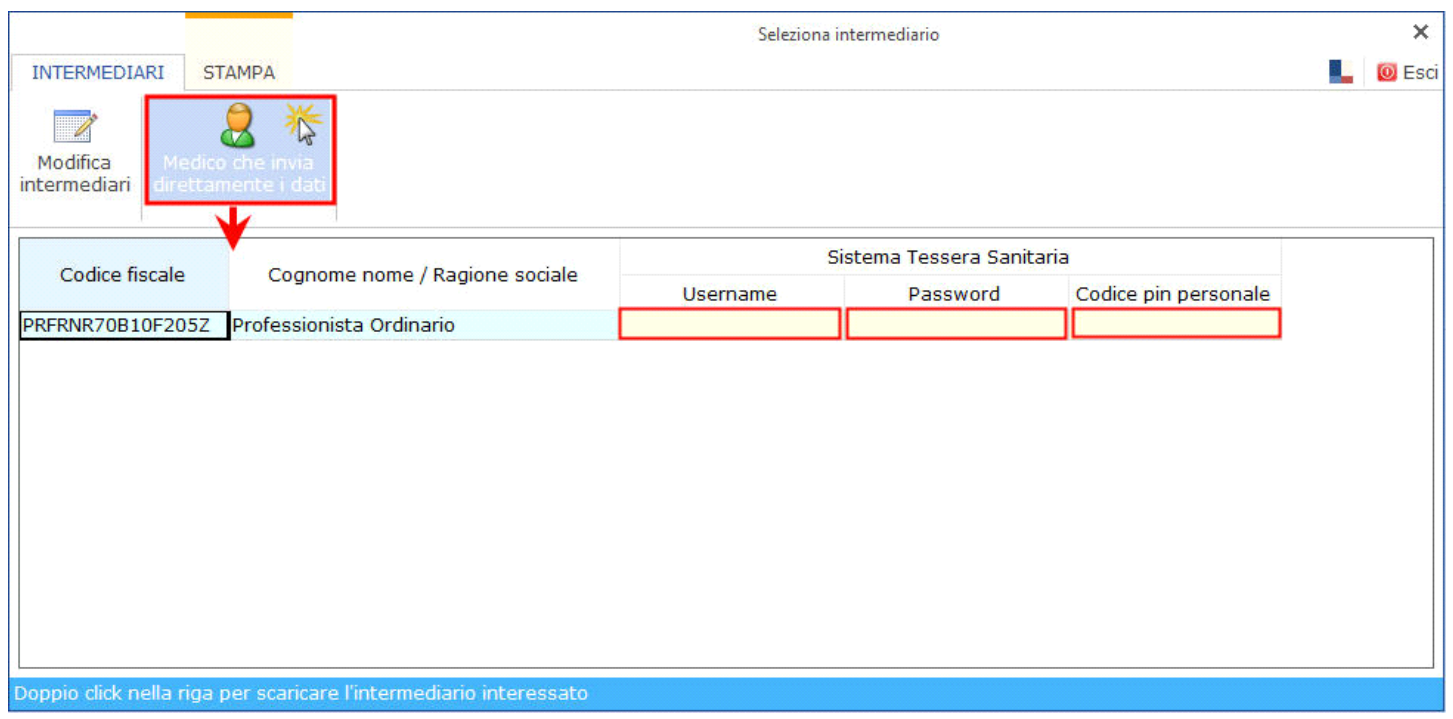 Seleziona intermediario
INTERMEDIARI STAMPA
Esci
Modifica
intermediari
Medico che invia
direttamente i dati
Codice fiscale
Cognome nome / Ragione sociale
Sistema Tessera Sanitaria
Username Password Codice pin personale
PRFRNR70B10F205Z Professionista Ordinario
Doppio click nella riga per scaricare l'intermediario interessato